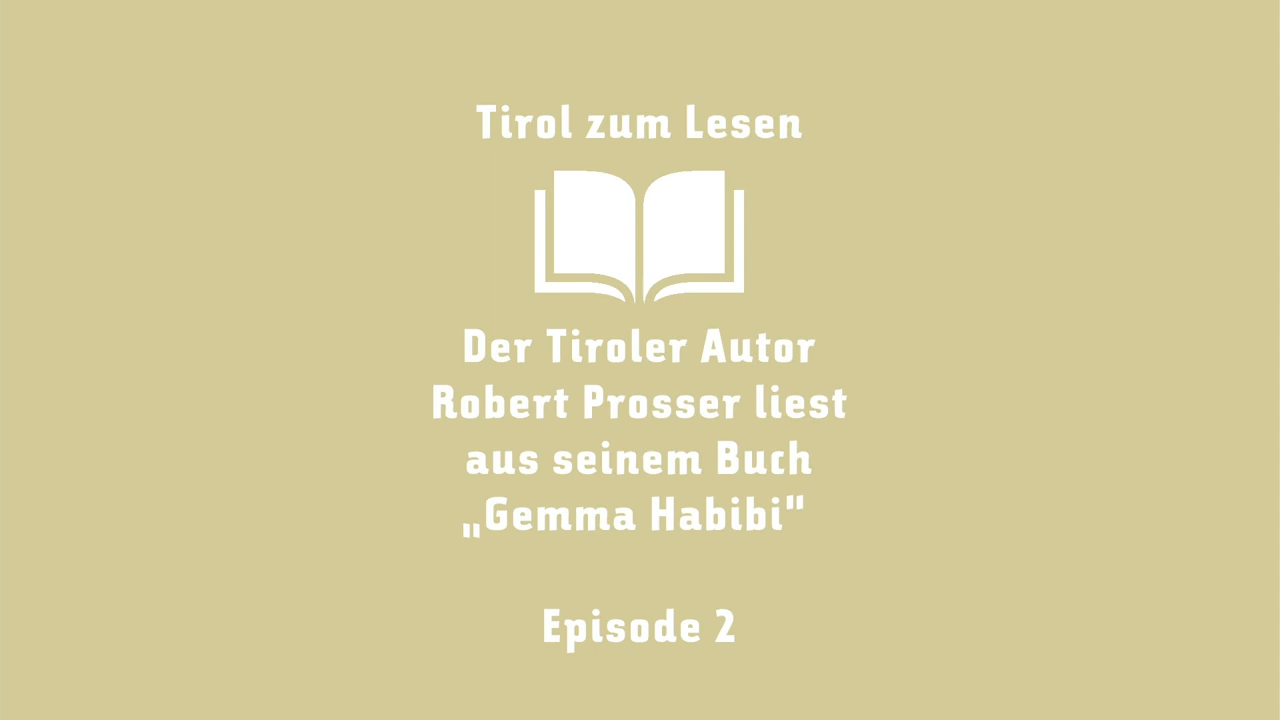 Tirol zum Lesen
Der Tiroler Autor
Robert Prosser liest
aus seinem Buch
„Gemma Habibi"
Episode 2